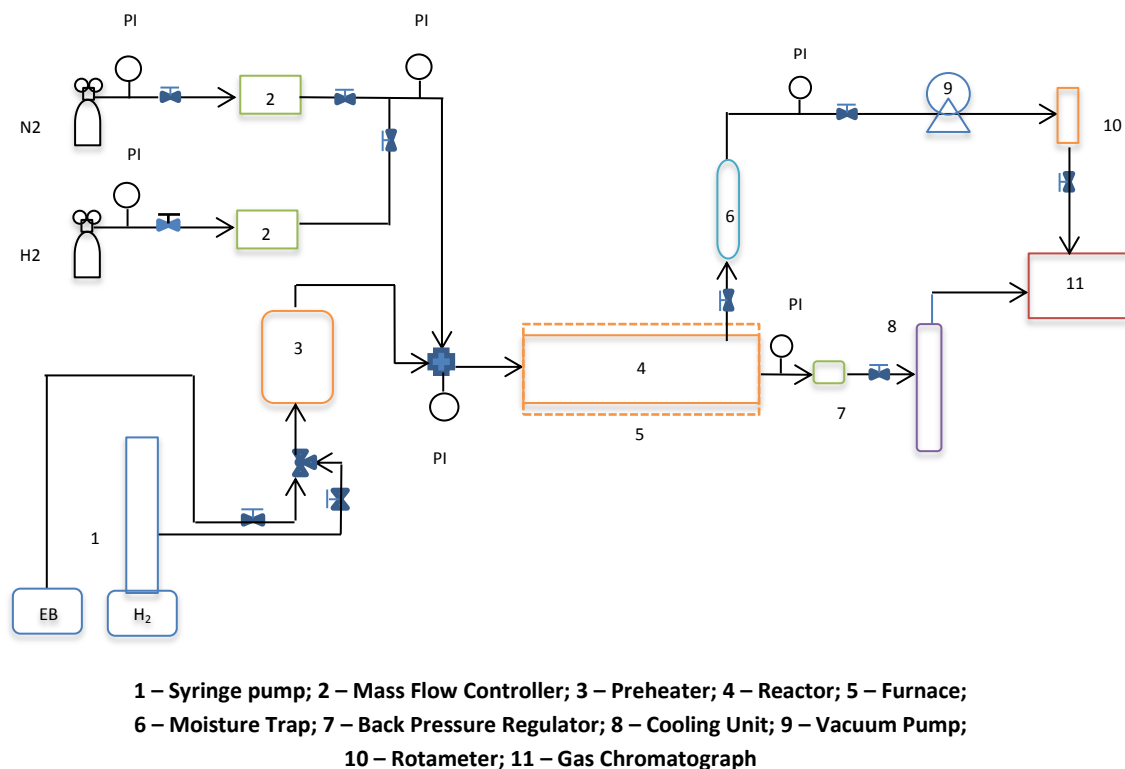 PI
PI
PI
9
2
10
N2
PI
6
2
H2
11
PI
8
3
4
7
5
PI
1
EB
H₂
1 – Syringe pump; 2 – Mass Flow Controller; 3 – Preheater; 4 – Reactor; 5 – Furnace;
6 – Moisture Trap; 7 – Back Pressure Regulator; 8 – Cooling Unit; 9 – Vacuum Pump;
10 – Rotameter; 11 – Gas Chromatograph